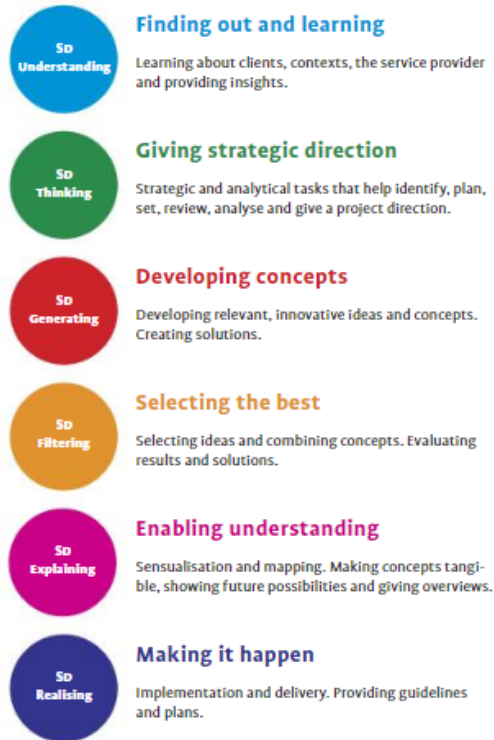 SD
Understanding
Finding out and learning
Learning about clients, contexts, the service provider
and providing insights.
SD
Thinking
Giving strategic direction
Strategic and analytical tasks that help identify, plan,
set, review, analyse and give a project direction.
SD
Generating
Developing concepts
Developing relevant, innovative ideas and concepts.
Creating solutions.
SD
Filtering
Selecting the best
Selecting ideas and combining concepts. Evaluating
results and solutions.
SD
Explaining
Enabling understanding
Sensualisation and mapping. Making concepts tangi-
ble, showing future possibilities and giving overviews.
SD
Realising
Making it happen
Implementation and delivery. Providing guidelines
and plans.